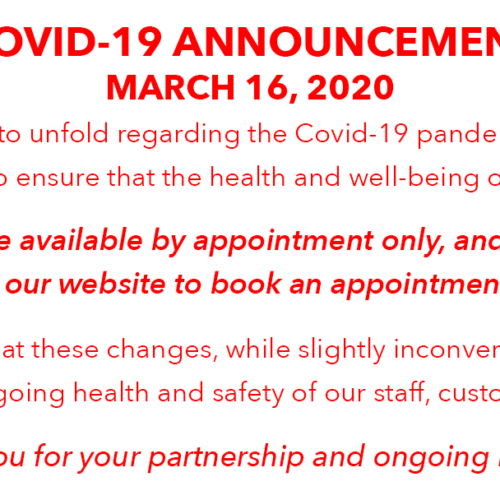 OVID-19 ANNOUNCEMEN
MARCH 16, 2020
to unfold regarding the Covid-19 pande
o ensure that the health and well-being o
e available by appointment only, and
our website to book an appointmen
at these changes, while slightly inconver
going health and safety of our staff, custo
ou for your partnership and ongoing